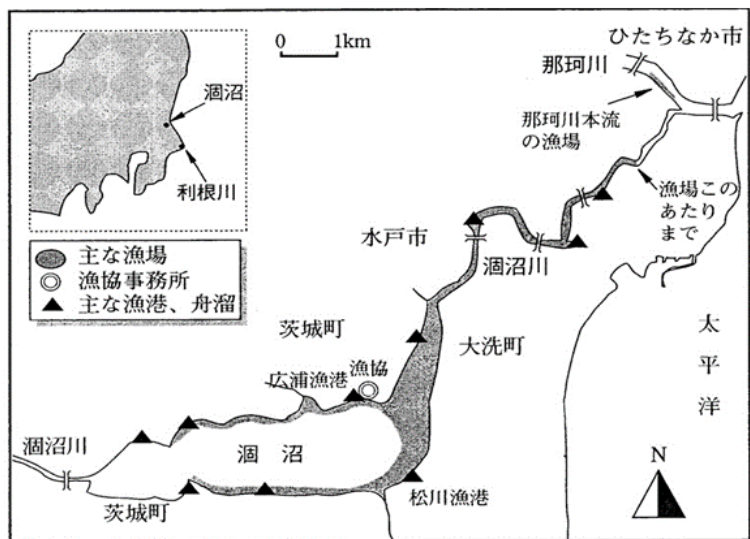 0 1km
ひたちなか市
那珂川
那珂川本流
の漁場
涸沼
利根川
漁場この
あたり
まで
主な漁場
漁協事務所
主な漁港、舟溜
水戸市
涸沼川
茨城町
大洗町
太平洋
漁協
広浦漁港
涸沼川
涸沼
松川漁港
茨城町
N